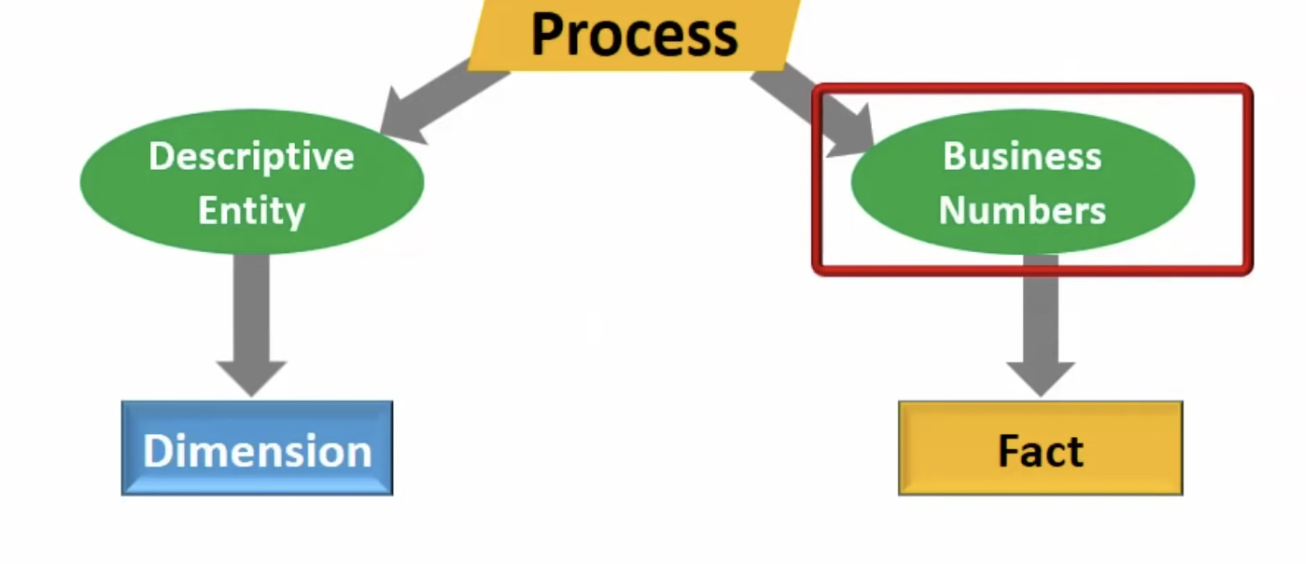 Process
Descriptive
Entity
Business
Numbers
Dimension
Fact